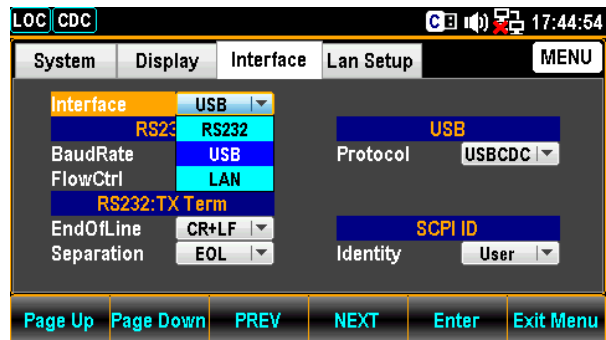 LOC CDC C 17:44:54
System Display Interface Lan Setup MENU
Interface USB
RS23 RS232 USB
BaudRate USB Protocol USBCDC
FlowCtrl LAN
RS232:TX Term
EndOfLine CR+LF SCPI ID
Separation EOL Identity User
Page Up Page Down PREV NEXT Enter Exit Menu